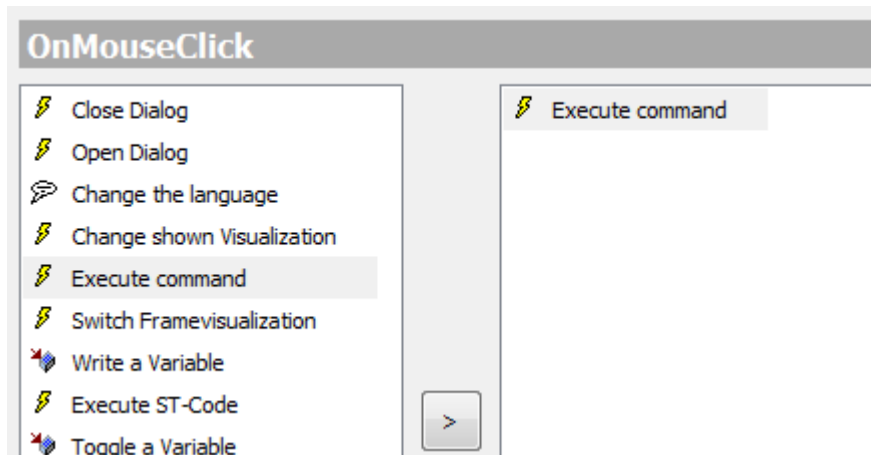 OnMouseClick
Close Dialog
Open Dialog
Change the language
Change shown Visualization
Execute command
Switch Framevisualization
Write a Variable
Execute ST-Code
Toggle a Variable
>
Execute command